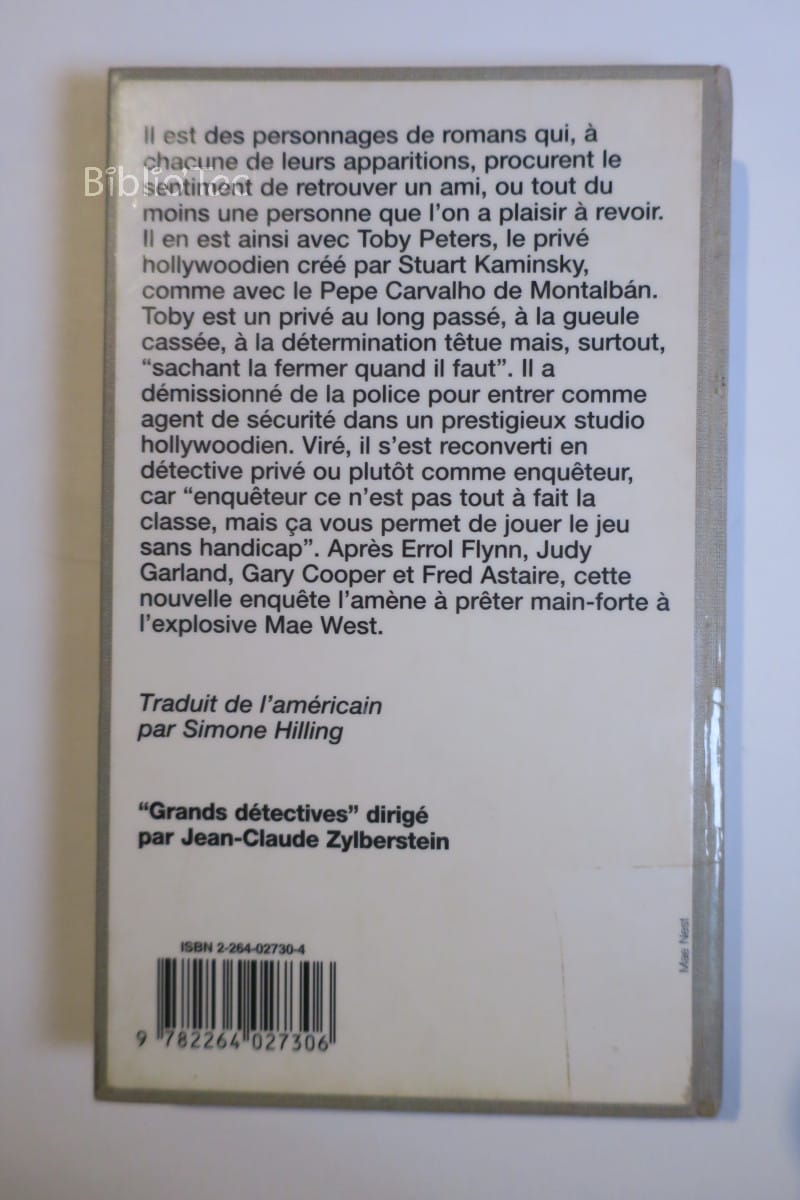 Il est des personnages de romans qui, à
chacune de leurs apparitions, procurent le
Biblio'Tec
sentiment de retrouver un ami, ou tout du
moins une personne que l'on a plaisir à revoir.
Il en est ainsi avec Toby Peters, le privé
hollywoodien créé par Stuart Kaminsky,
comme avec le Pepe Carvalho de Montalbán.
Toby est un privé au long passé, à la gueule
cassée, à la détermination têtue mais, surtout,
“sachant la fermer quand il faut”. Il a
démissionné de la police pour entrer comme
agent de sécurité dans un prestigieux studio
hollywoodien. Viré, il s'est reconverti en
détective privé ou plutôt comme enquêteur,
car “enquêteur ce n'est pas tout à fait la
classe, mais ça vous permet de jouer le jeu
sans handicap”. Après Errol Flynn, Judy
Garland, Gary Cooper et Fred Astaire, cette
nouvelle enquête l'amène à prêter main-forte à
l'explosive Mae West.
Traduit de l'américain
par Simone Hilling
“Grands détectives” dirigé
par Jean-Claude Zylberstein
Mae Nest
ISBN 2-264-02730-4
9 782264 027306